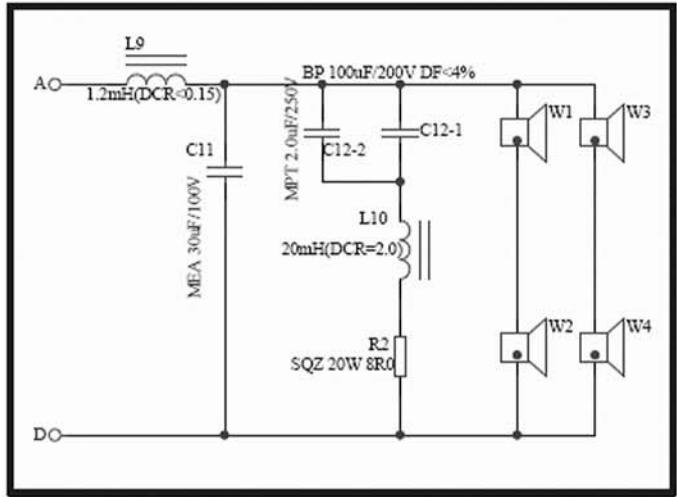 L9
BP 100uF/200V DF<4%
A
1.2mH(DCR<0.15)
W1
W3
C12-1
C11
C12-2
MPT 2.0uF/250V
MEA 30uF/100V
L10
20mH(DCR=2.0)
R2
SQZ 20W 8R0
W2
W4
D